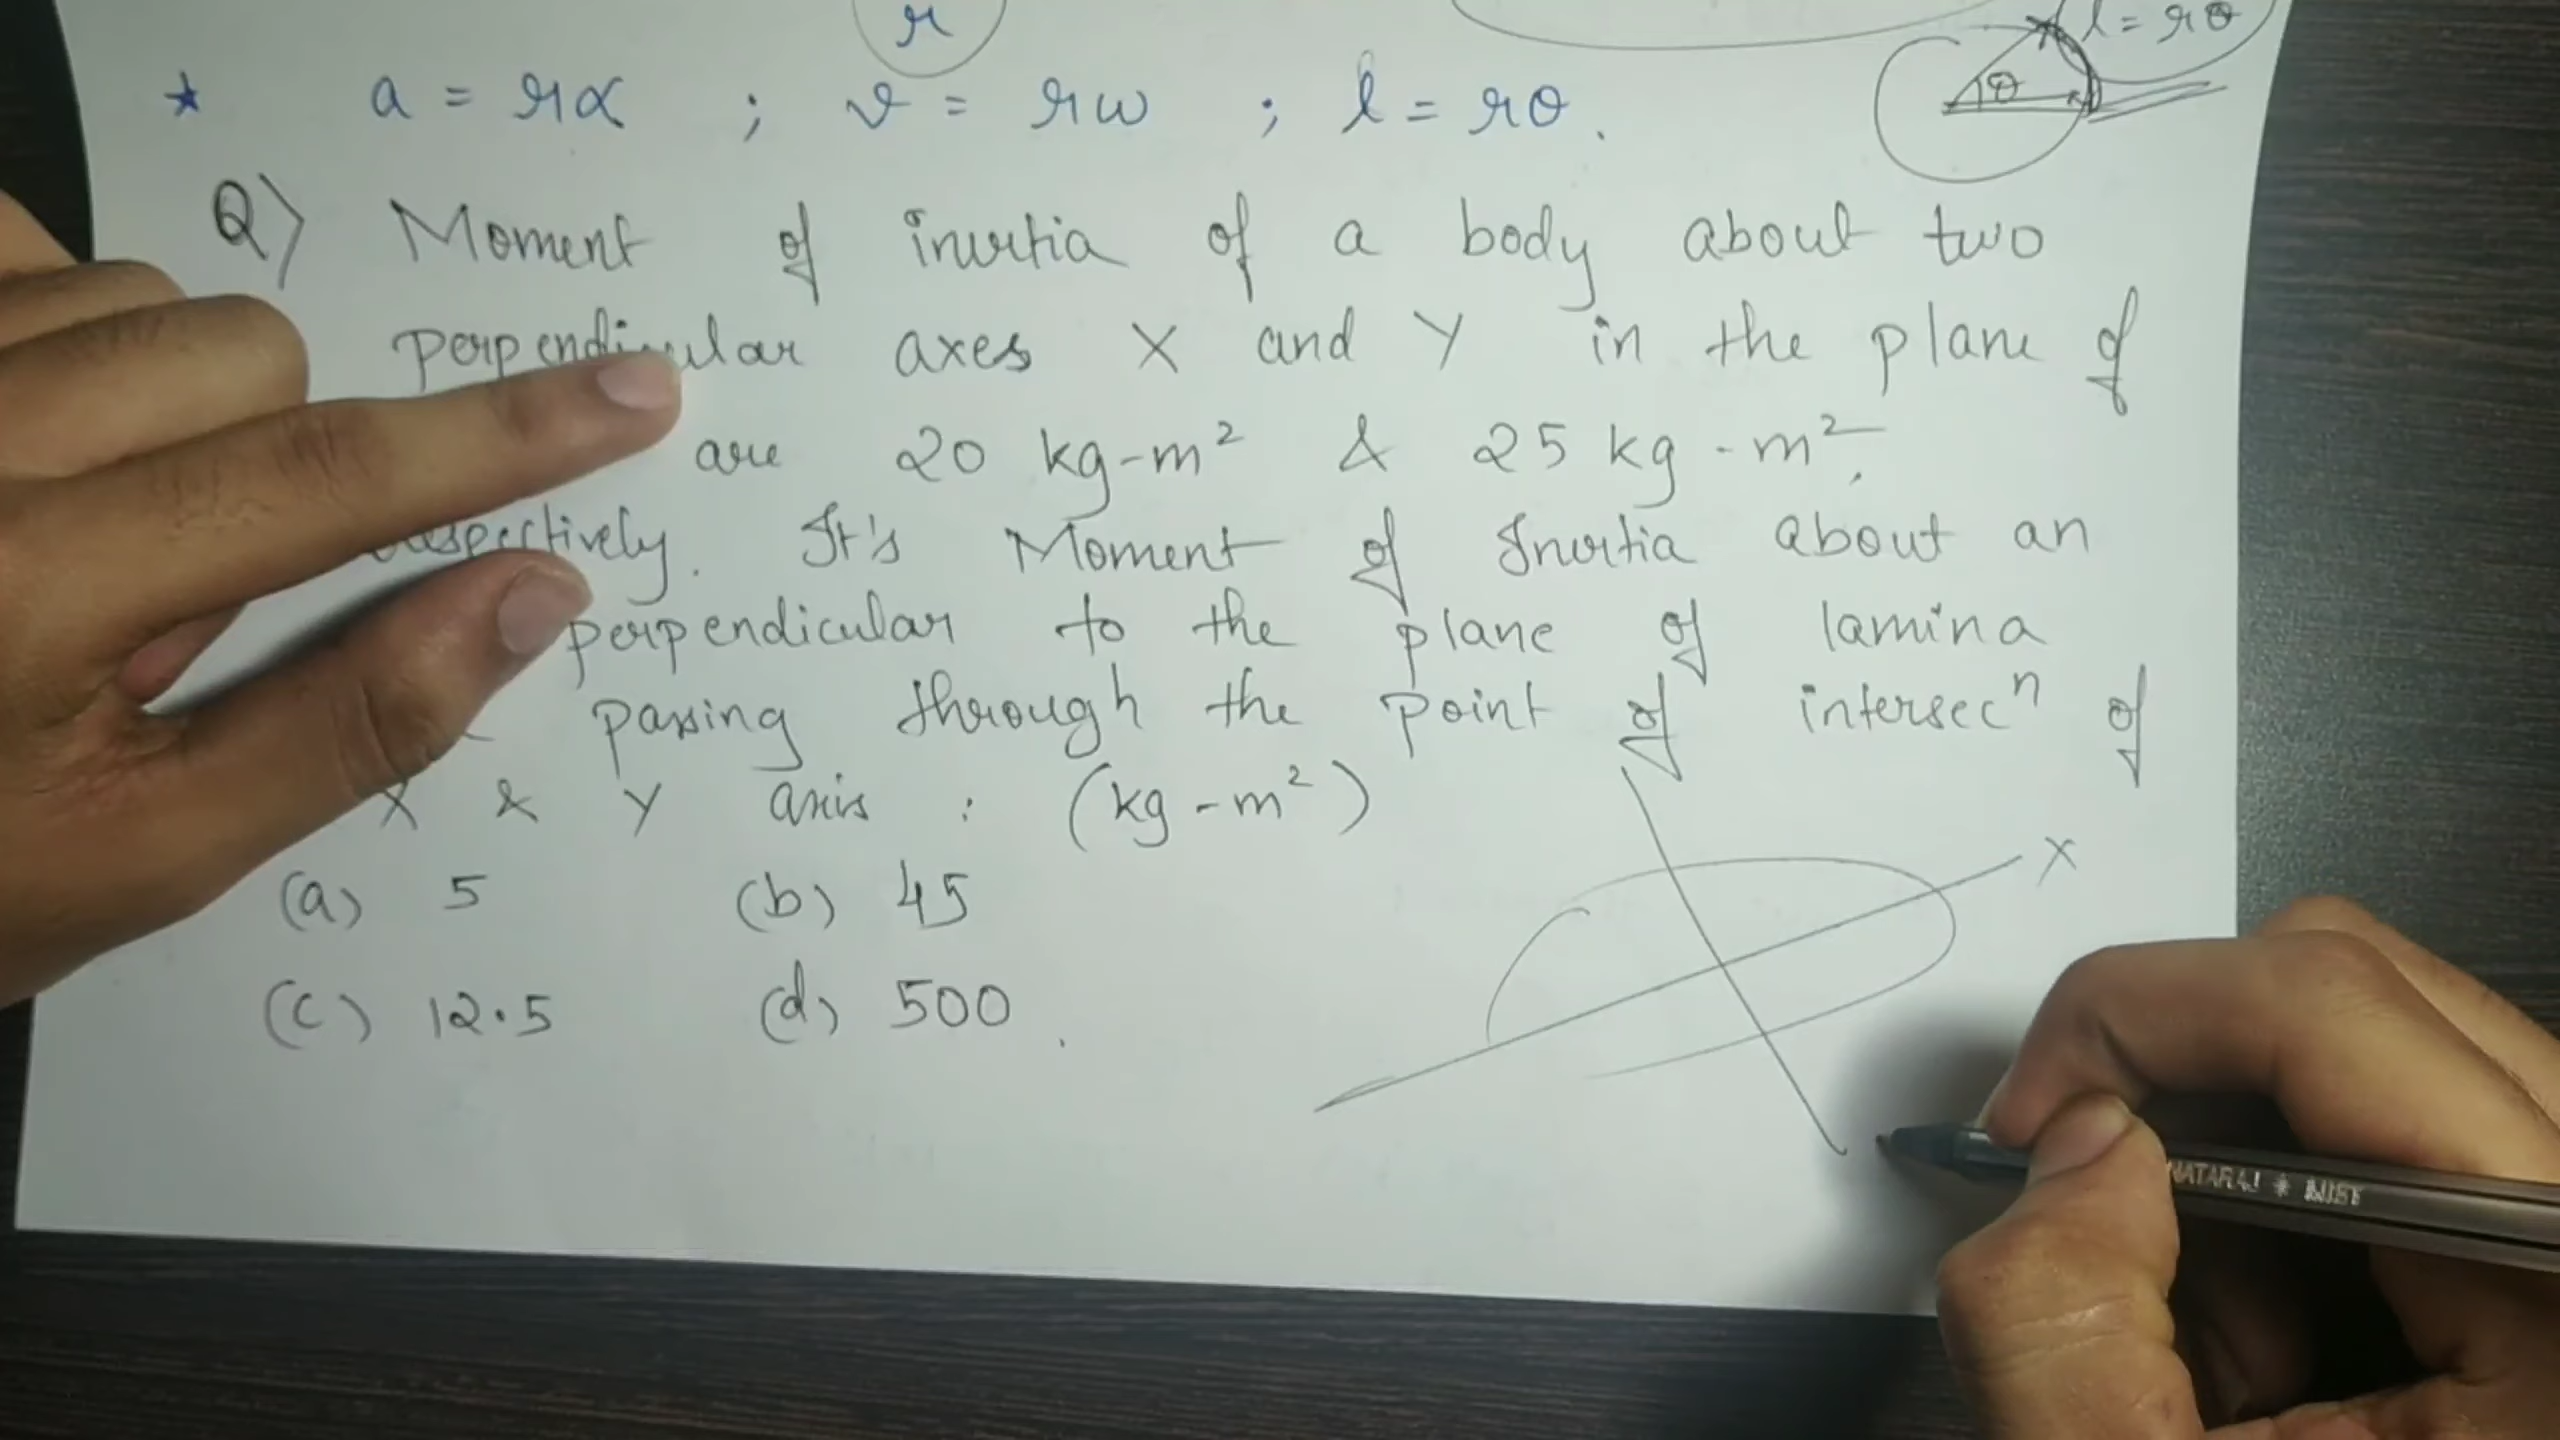 r
l = rθ
θ
★ a = rα ; v = rω ; l = rθ.
Q) Moment of inertia of a body about two
perpendicular axes X and Y in the plane of
are 20 kg-m² & 25 kg-m².
respectively. It's Moment of Inertia about an
perpendicular to the plane of lamina
passing through the point of intersecⁿ of
X & Y axis : (kg-m²)
(a) 5 (b) 45
X
(c) 12.5 (d) 500.
NATARAJ